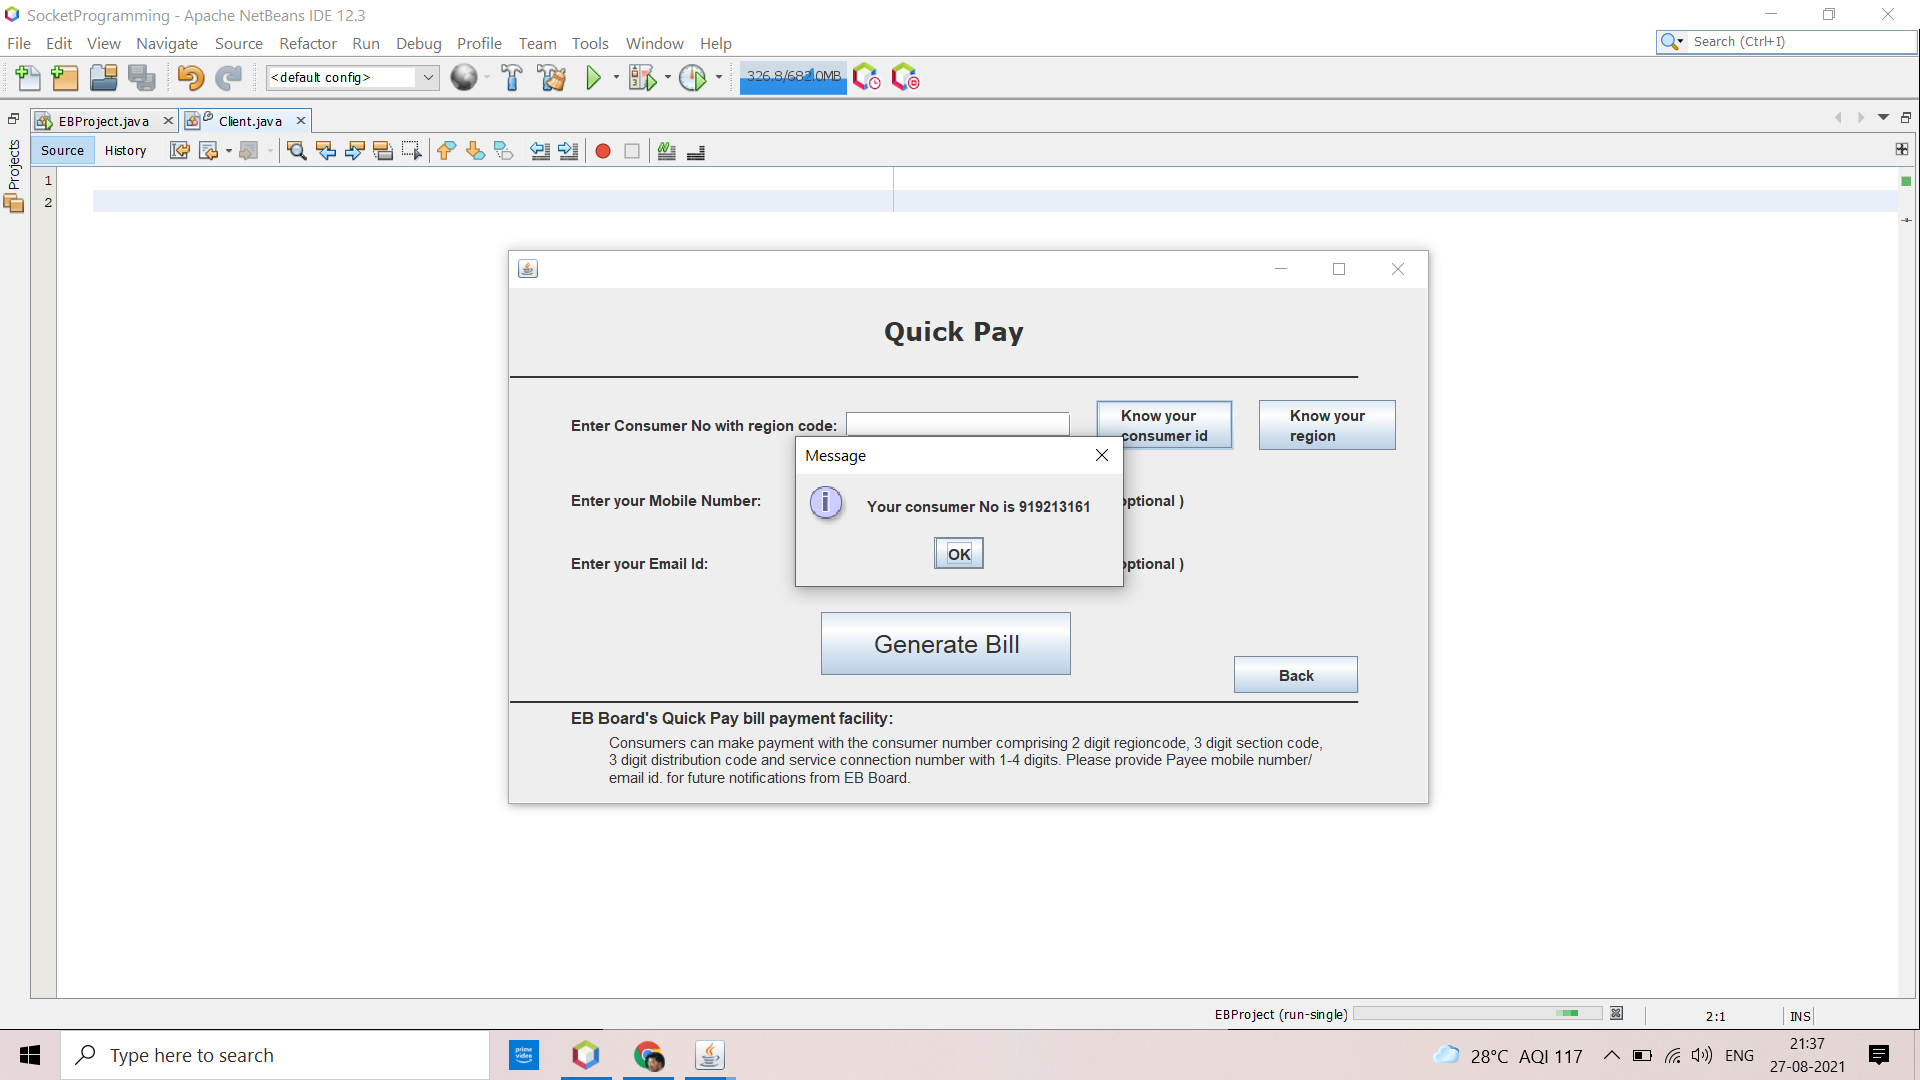 SocketProgramming - Apache NetBeans IDE 12.3
File Edit View Navigate Source Refactor Run Debug Profile Team Tools Window Help
Search (Ctrl+I)
<default config>
326.8/682.0MB
Projects
EBProject.java
Client.java
Source History
1
2
Quick Pay
Enter Consumer No with region code:
Know your
consumer id
Know your
region
Message
Your consumer No is 919213161
OK
Enter your Mobile Number:
optional )
Enter your Email Id:
optional )
Generate Bill
Back
EB Board's Quick Pay bill payment facility:
Consumers can make payment with the consumer number comprising 2 digit regioncode, 3 digit section code,
3 digit distribution code and service connection number with 1-4 digits. Please provide Payee mobile number/
email id. for future notifications from EB Board.
EBProject (run-single)
2:1
INS
Type here to search
prime
video
28°C AQI 117
ENG
21:37
27-08-2021